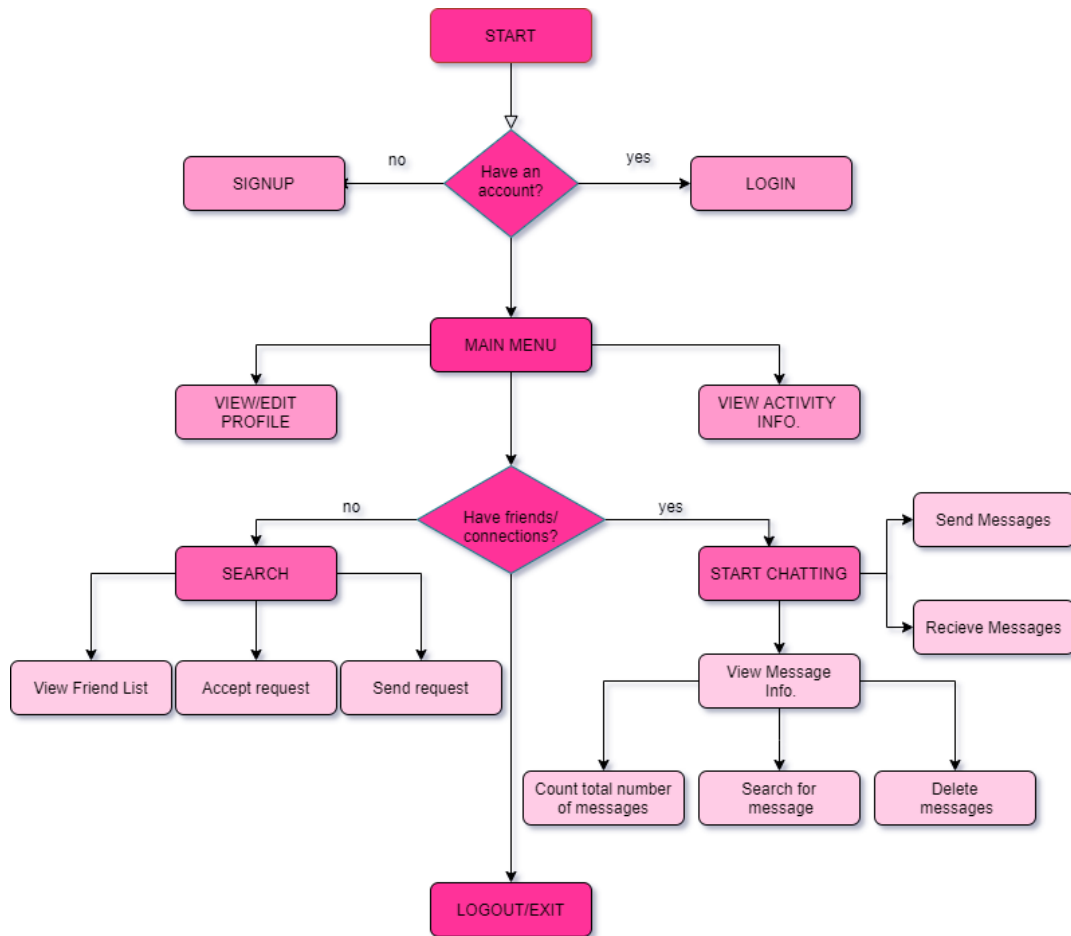 START
no
yes
SIGNUP
Have an
account?
LOGIN
MAIN MENU
VIEW/EDIT
PROFILE
VIEW ACTIVITY
INFO.
no
Have friends/
connections?
yes
Send Messages
SEARCH
START CHATTING
Recieve Messages
View Friend List
Accept request
Send request
View Message
Info.
Count total number
of messages
Search for
message
Delete
messages
LOGOUT/EXIT